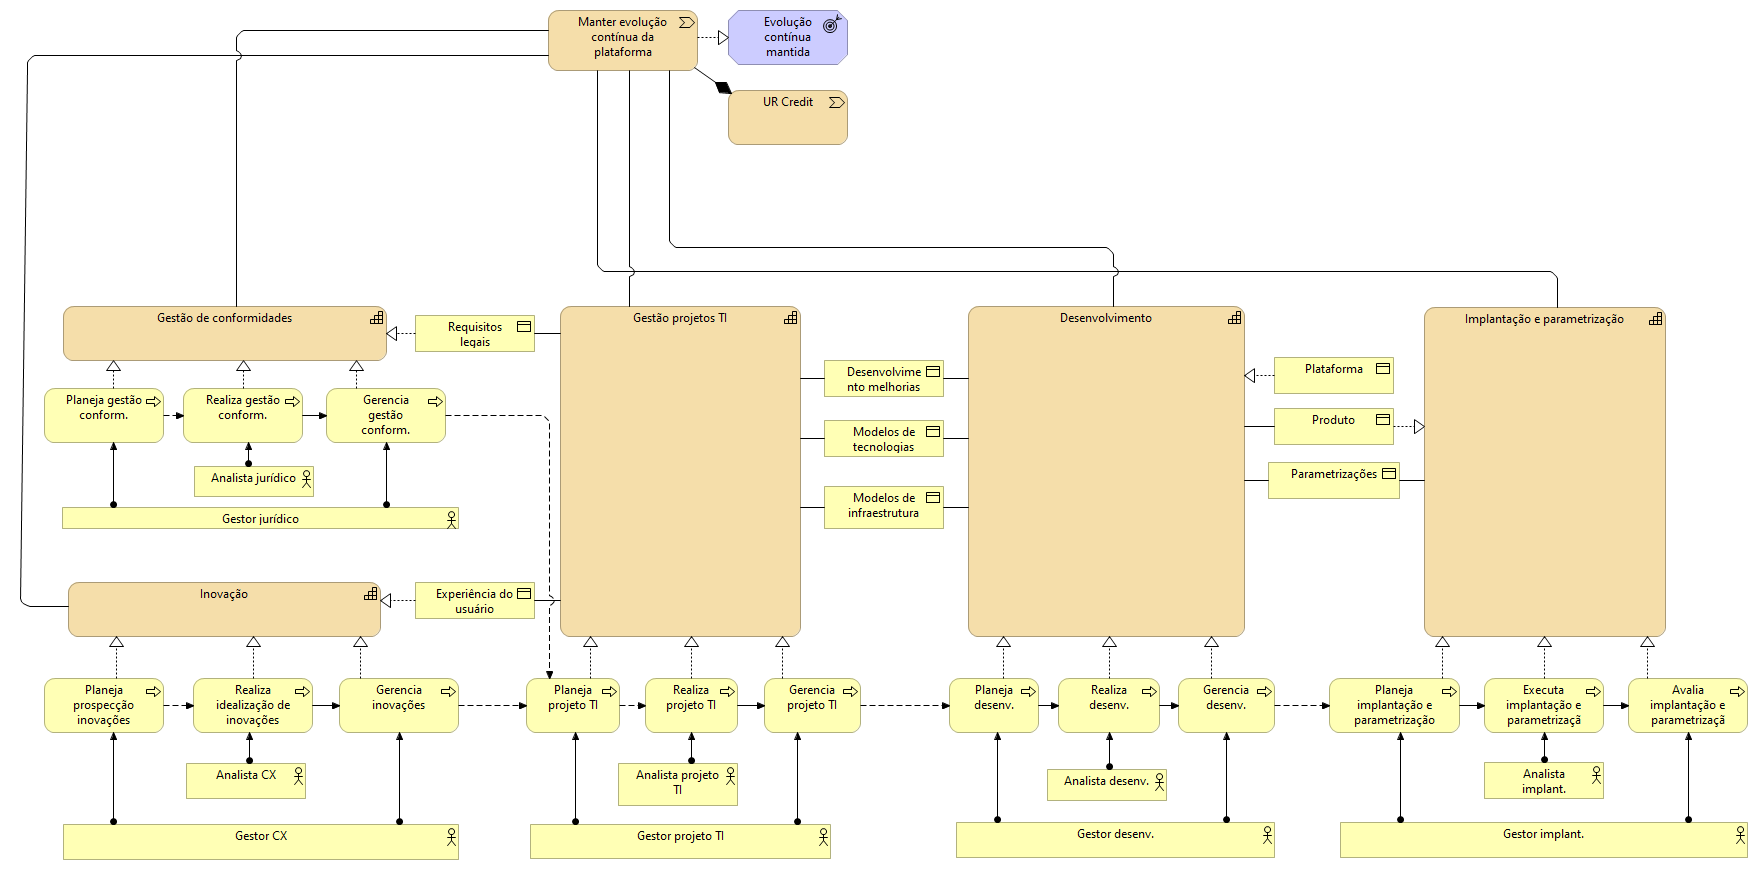 Manter evolução
contínua da
plataforma
Evolução
contínua
mantida
UR Credit
Gestão de conformidades
Requisitos
legais
Gestão projetos TI
Desenvolvimento
Implantação e parametrização
Desenvolvime
nto melhorias
Plataforma
Modelos de
tecnologias
Produto
Modelos de
infraestrutura
Parametrizações
Planeja gestão
conform.
Realiza gestão
conform.
Gerencia
gestão
conform.
Analista jurídico
Gestor jurídico
Inovação
Experiência do
usuário
Planeja
prospecção
inovações
Realiza
idealização de
inovações
Gerencia
inovações
Planeja
projeto TI
Realiza
projeto TI
Gerencia
projeto TI
Planeja
desenv.
Realiza
desenv.
Gerencia
desenv.
Planeja
implantação e
parametrização
Executa
implantação e
parametrizaçã
Avalia
implantação e
parametrizaçã
Analista CX
Analista projeto
TI
Analista desenv.
Analista
implant.
Gestor CX
Gestor projeto TI
Gestor desenv.
Gestor implant.